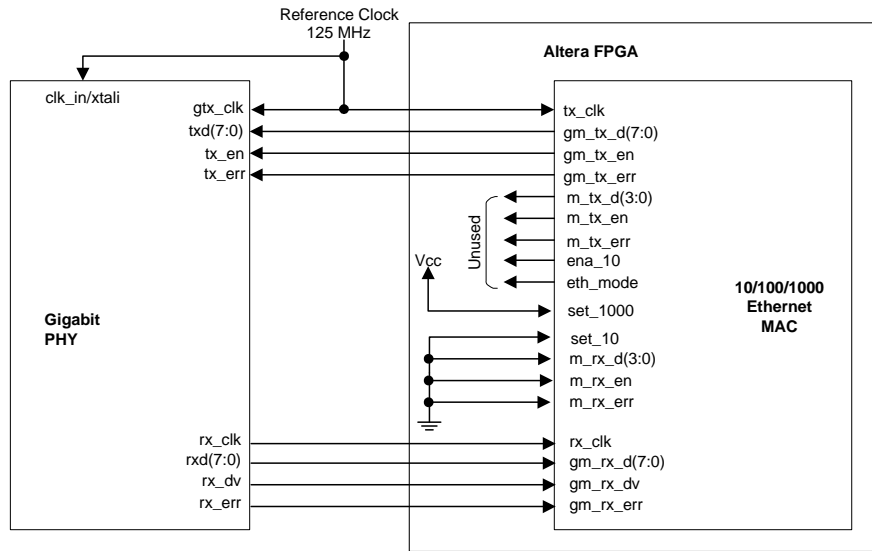 Reference Clock
125 MHz
Altera FPGA
clk_in/xtali
gtx_clk
txd(7:0)
tx_en
tx_err
tx_clk
gm_tx_d(7:0)
gm_tx_en
gm_tx_err
m_tx_d(3:0)
m_tx_en
m_tx_err
ena_10
eth_mode
Unused
Vcc
set_1000
set_10
m_rx_d(3:0)
m_rx_en
m_rx_err
10/100/1000
Ethernet
MAC
Gigabit
PHY
rx_clk
rxd(7:0)
rx_dv
rx_err
rx_clk
gm_rx_d(7:0)
gm_rx_dv
gm_rx_err